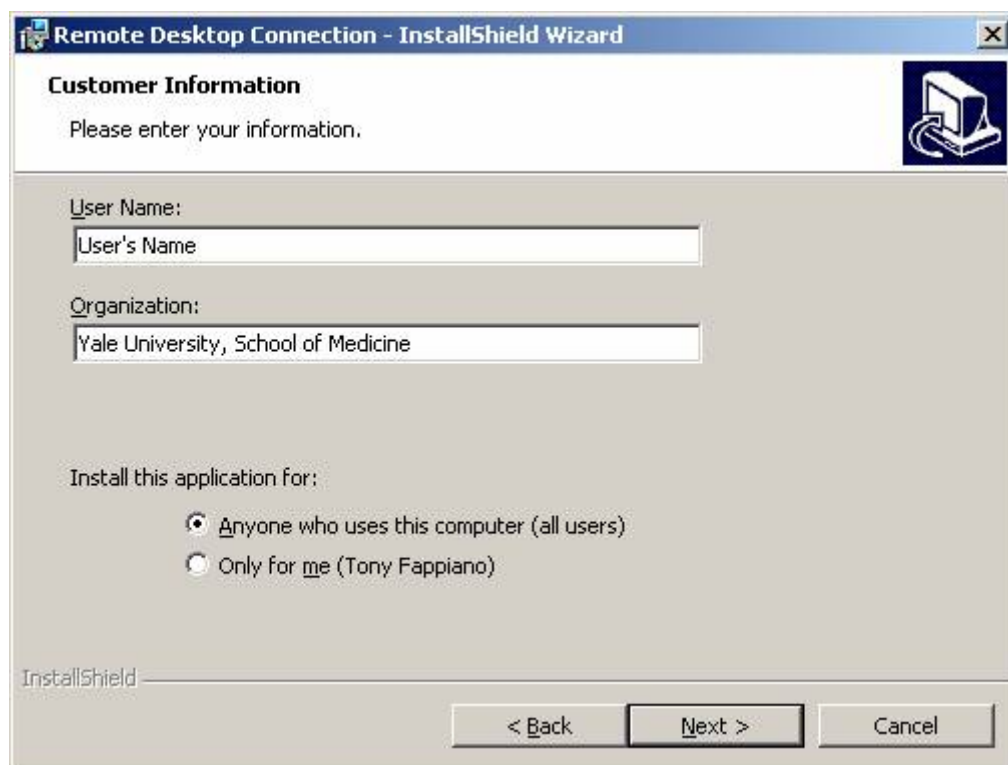 Remote Desktop Connection - InstallShield Wizard
Customer Information
Please enter your information.
User Name:
User's Name
Organization:
Yale University, School of Medicine
Install this application for:
Anyone who uses this computer (all users)
Only for me (Tony Fappiano)
InstallShield
< Back Next > Cancel